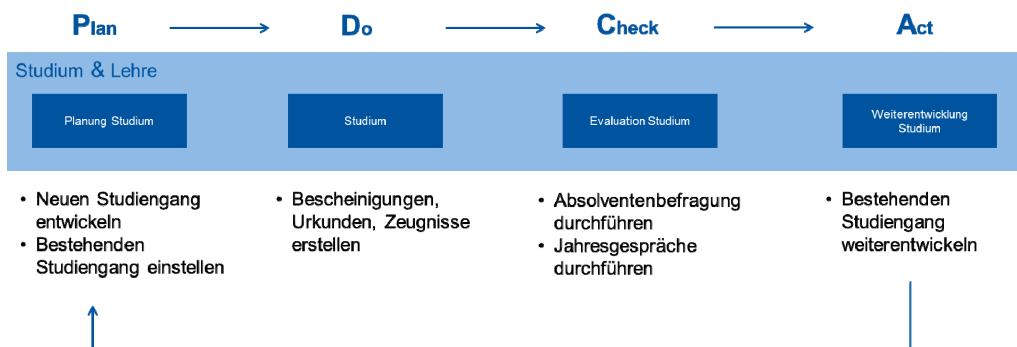 Plan
Do
Check
Act
Studium & Lehre
Planung Studium
Studium
Evaluation Studium
Weiterentwicklung
Studium
• Neuen Studiengang
entwickeln
• Bestehenden
Studiengang einstellen
• Bescheinigungen,
Urkunden, Zeugnisse
erstellen
• Absolventenbefragung
durchführen
• Jahresgespräche
durchführen
• Bestehenden
Studiengang
weiterentwickeln